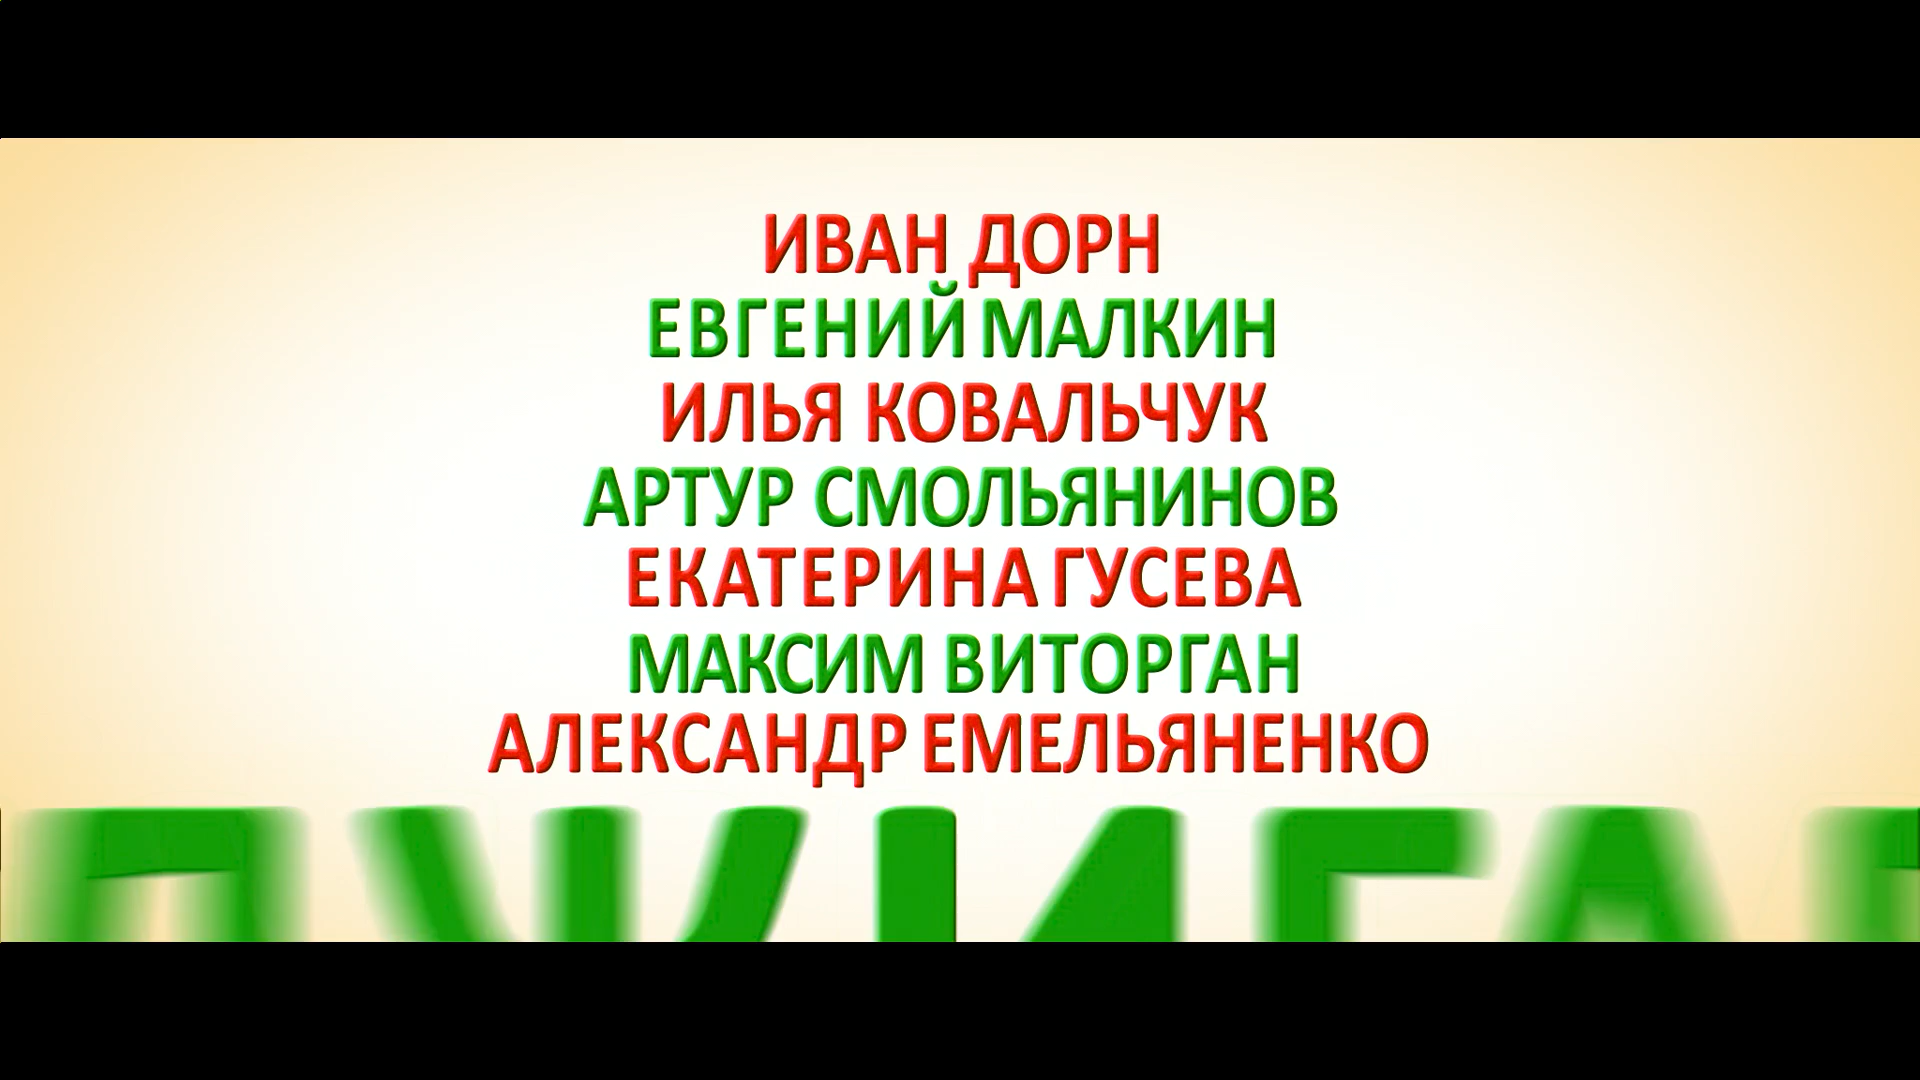 ИВАН ДОРН
ЕВГЕНИЙ МАЛКИН
ИЛЬЯ КОВАЛЬЧУК
АРТУР СМОЛЬЯНИНОВ
ЕКАТЕРИНА ГУСЕВА
МАКСИМ ВИТОРГАН
АЛЕКСАНДР ЕМЕЛЬЯНЕНКО